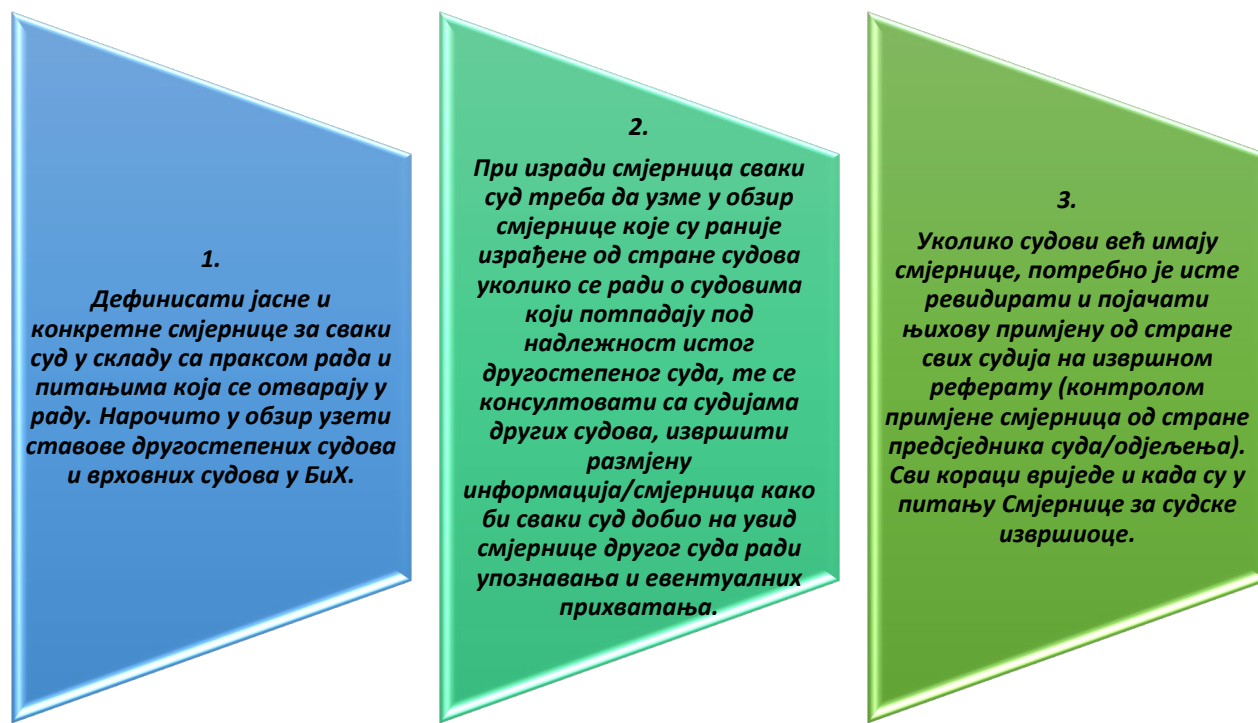 1.
Дефинисати јасне и
конкретне смјернице за сваки
суд у складу са праксом рада и
питањима која се отварају у
раду. Нарочито у обзир узети
ставове другостепених судова
и врховних судова у БиХ.
2.
При изради смјерница сваки
суд треба да узме у обзир
смјернице које су раније
израђене од стране судова
уколико се ради о судовима
који потпадају под
надлежност истог
другостепеног суда, те се
консултовати са судијама
других судова, извршити
размјену
информација/смјерница како
би сваки суд добио на увид
смјернице другог суда ради
упознавања и евентуалних
прихватања.
3.
Уколико судови већ имају
смјернице, потребно је исте
ревидирати и појачати
њихову примјену од стране
својих судија на извршном
реферату (контролом
примјене смјерница од стране
предсједника суда/одјељења).
Сви кораци вриједе и када су у
питању Смјернице за судске
извршиоце.